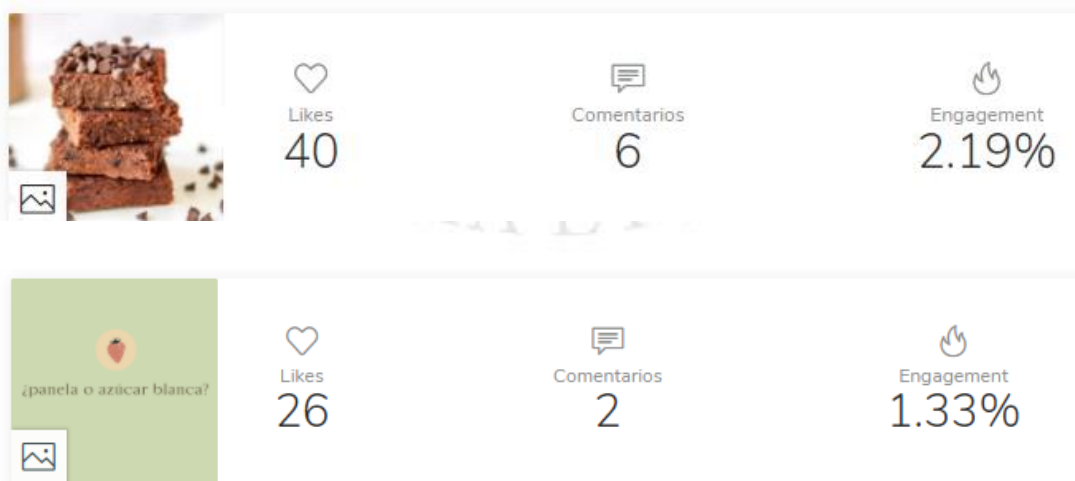 Likes
40
Comentarios
6
Engagement
2.19%
¿panela o azúcar blanca?
Likes
26
Comentarios
2
Engagement
1.33%